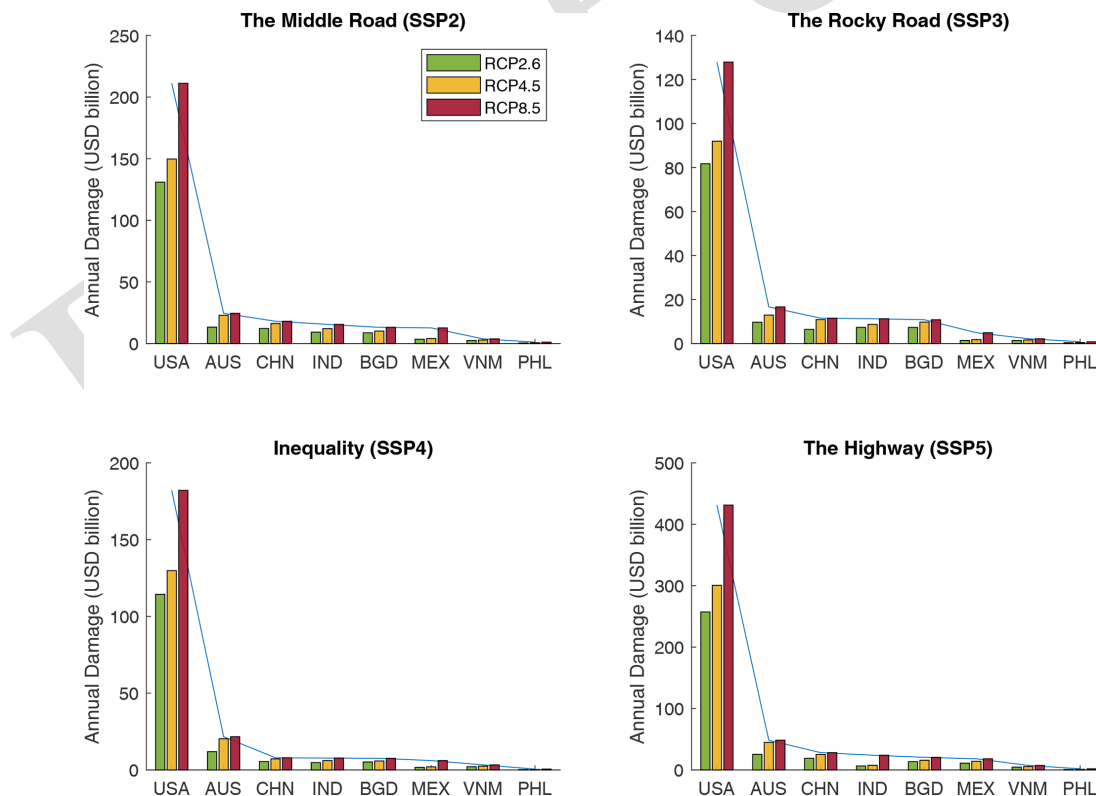 The Middle Road (SSP2)
Annual Damage (USD billion)
250
200
150
100
50
0
RCP2.6
RCP4.5
RCP8.5
USA AUS CHN IND BGD MEX VNM PHL
The Rocky Road (SSP3)
Annual Damage (USD billion)
140
120
100
80
60
40
20
0
USA AUS CHN IND BGD MEX VNM PHL
Inequality (SSP4)
Annual Damage (USD billion)
200
150
100
50
0
USA AUS CHN IND BGD MEX VNM PHL
The Highway (SSP5)
Annual Damage (USD billion)
500
400
300
200
100
0
USA AUS CHN IND BGD MEX VNM PHL